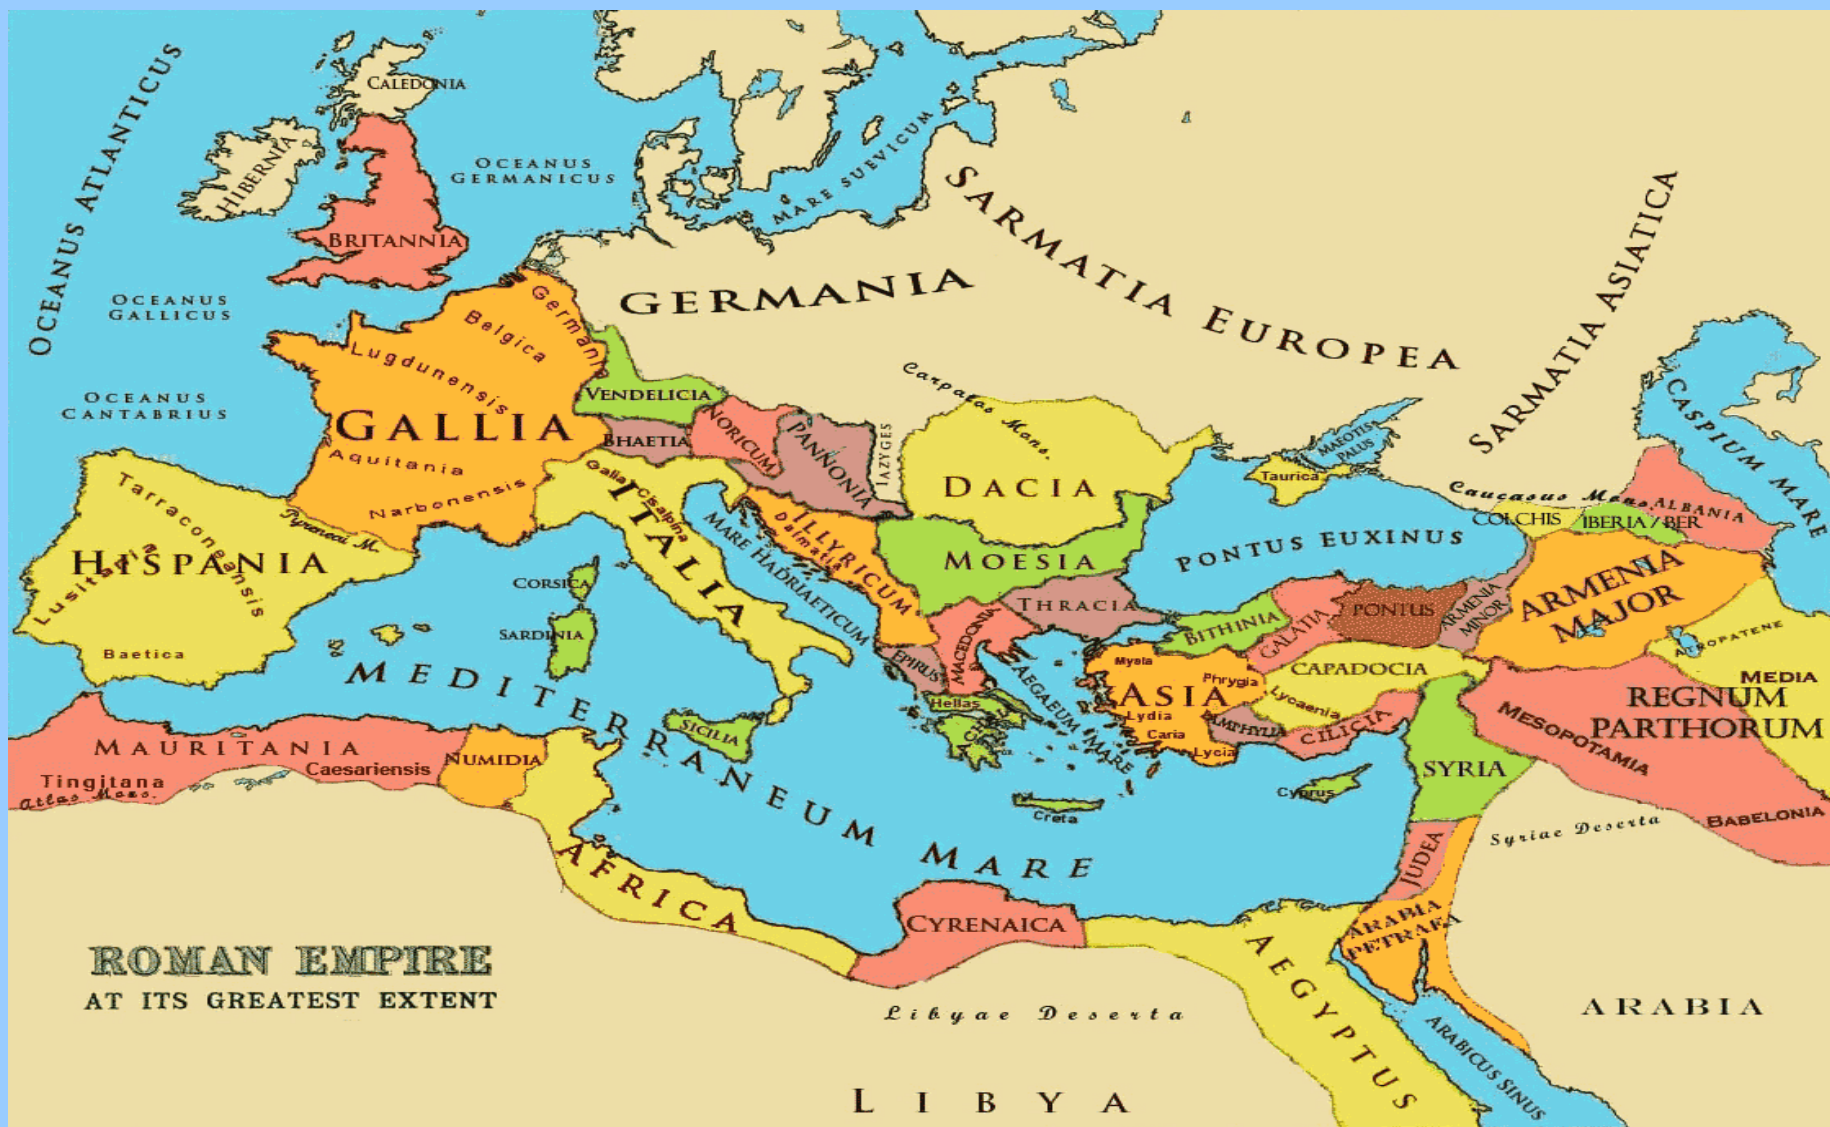 CALEDONIA
OCEANUS ATLANTICUS
HIBERNIA
OCEANUS
GERMANICUS
MARE SUEVICUM
BRITANNIA
SARMATIA EUROPEA
SARMATIA ASIATICA
GERMANIA
OCEANUS
GALLICUS
Germania
Belgica
Lugdunensis
OCEANUS
CANTABRIUS
GALLIA
Aquitania
Narbonensis
VENDELICIA
BHAETIA
NORICUM
PANNONIA
IAZYGES
Carpatos Mons.
DACIA
Taurica
MAEOTIS
PALUS
CASPIUM MARE
Caucasus Mons
ALBANIA
COLCHIS
IBERIA / BER
Tarraconensis
Pyreneci M.
HISPANIA
Lusitania
Baetica
Gallia Cisalpina
ITALIA
MARE HADRIAETICUM
ILLYRICUM
Dalmatia
MOESIA
THRACIA
PONTUS EUXINUS
CORSICA
SARDINIA
SICILIA
EPIRUS
MACEDONIA
Hellas
AEGAEUM MARE
BITHINIA
GALATIA
PONTUS
ARMENIA
MINOR
ARMENIA
MAJOR
ATROPATENE
MEDIA
Mysia
Phrygia
ASIA
Lydia
Caria
Lycia
CAPADOCIA
Lycaenia
CILICIA
REGNUM
PARTHORUM
MESOPOTAMIA
BABELONIA
SYRIA
Cyprus
Creta
MEDITERRANEUM MARE
MAURITANIA
Tingitana
Caesariensis
Atlas Mons.
NUMIDIA
AFRICA
CYRENAICA
JUDEA
Syriae Deserta
ARABIA
PETRAEA
AEGYPTUS
ARABICUS SINUS
ARABIA
Libyae Deserta
LIBYA
ROMAN EMPIRE
AT ITS GREATEST EXTENT